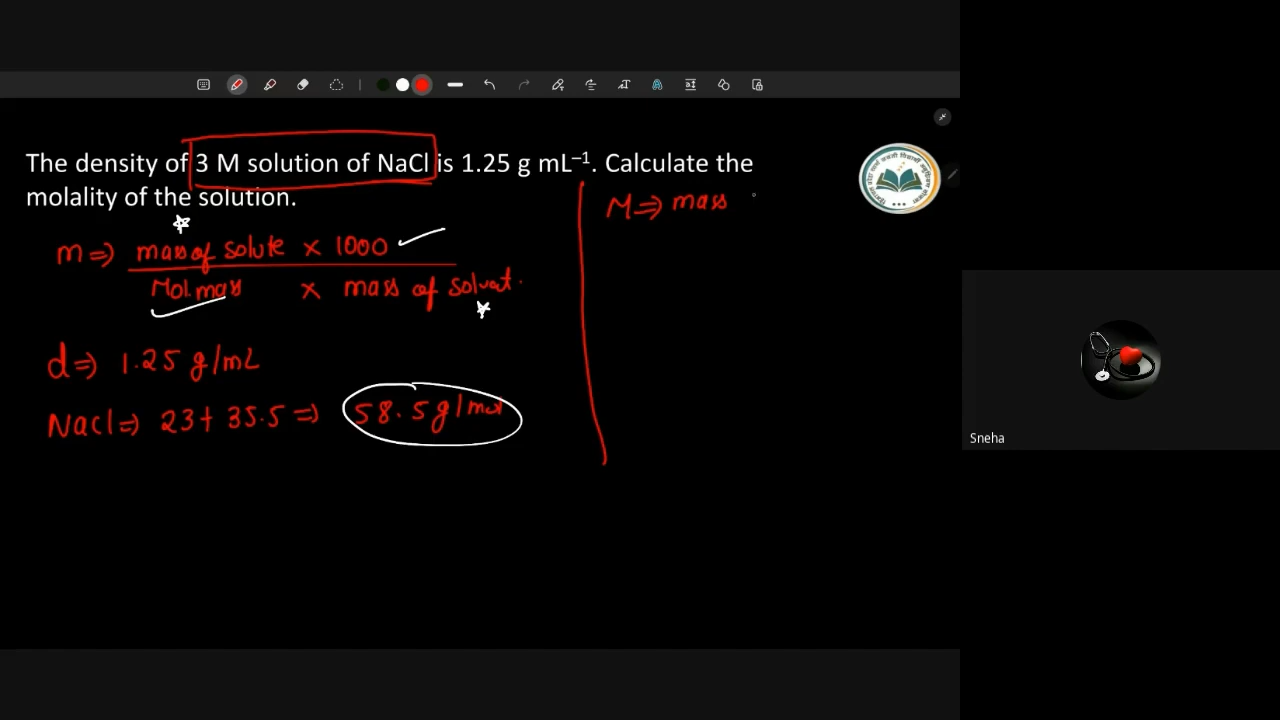 The density of 3 M solution of NaCl is 1.25 g mL⁻¹. Calculate the
molality of the solution.
M ⇒ mass
m ⇒ mass of solute × 1000
Mol. mass × mass of solvat.
d ⇒ 1.25 g/mL
Nacl ⇒ 23 + 35.5 ⇒ 58.5 g/mol
Sneha